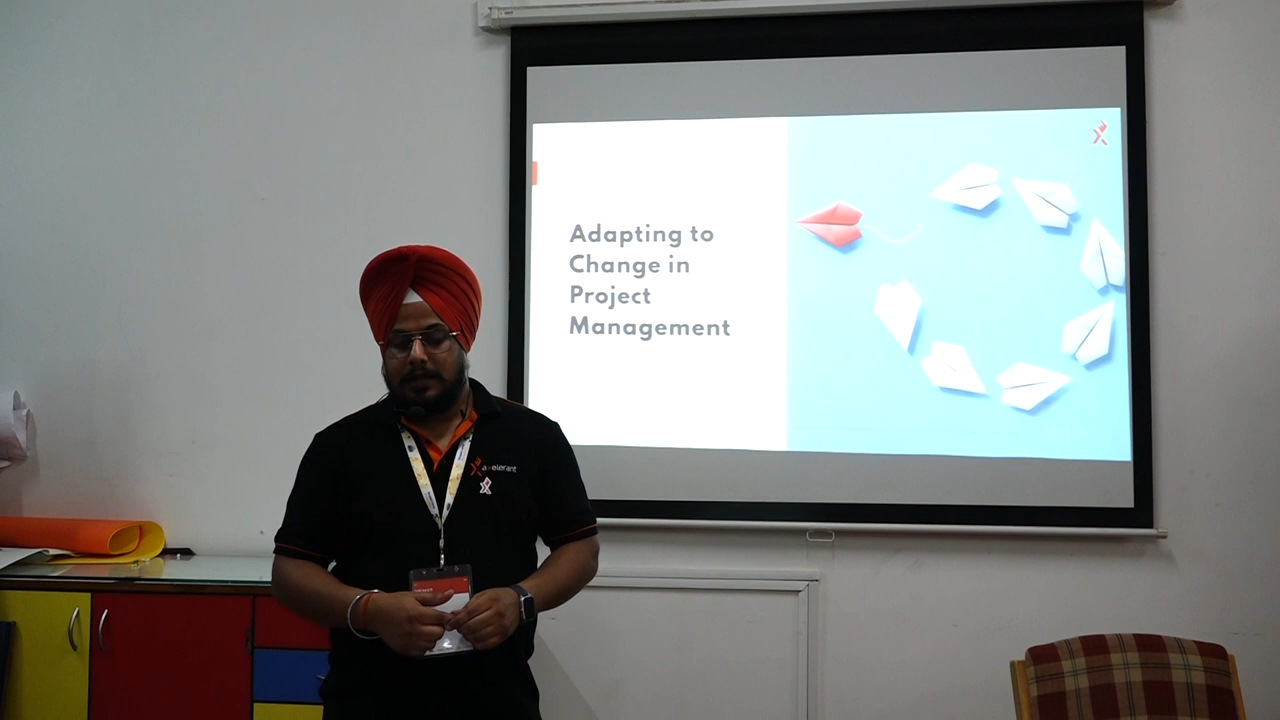 Adapting to
Change in
Project
Management
axelerant